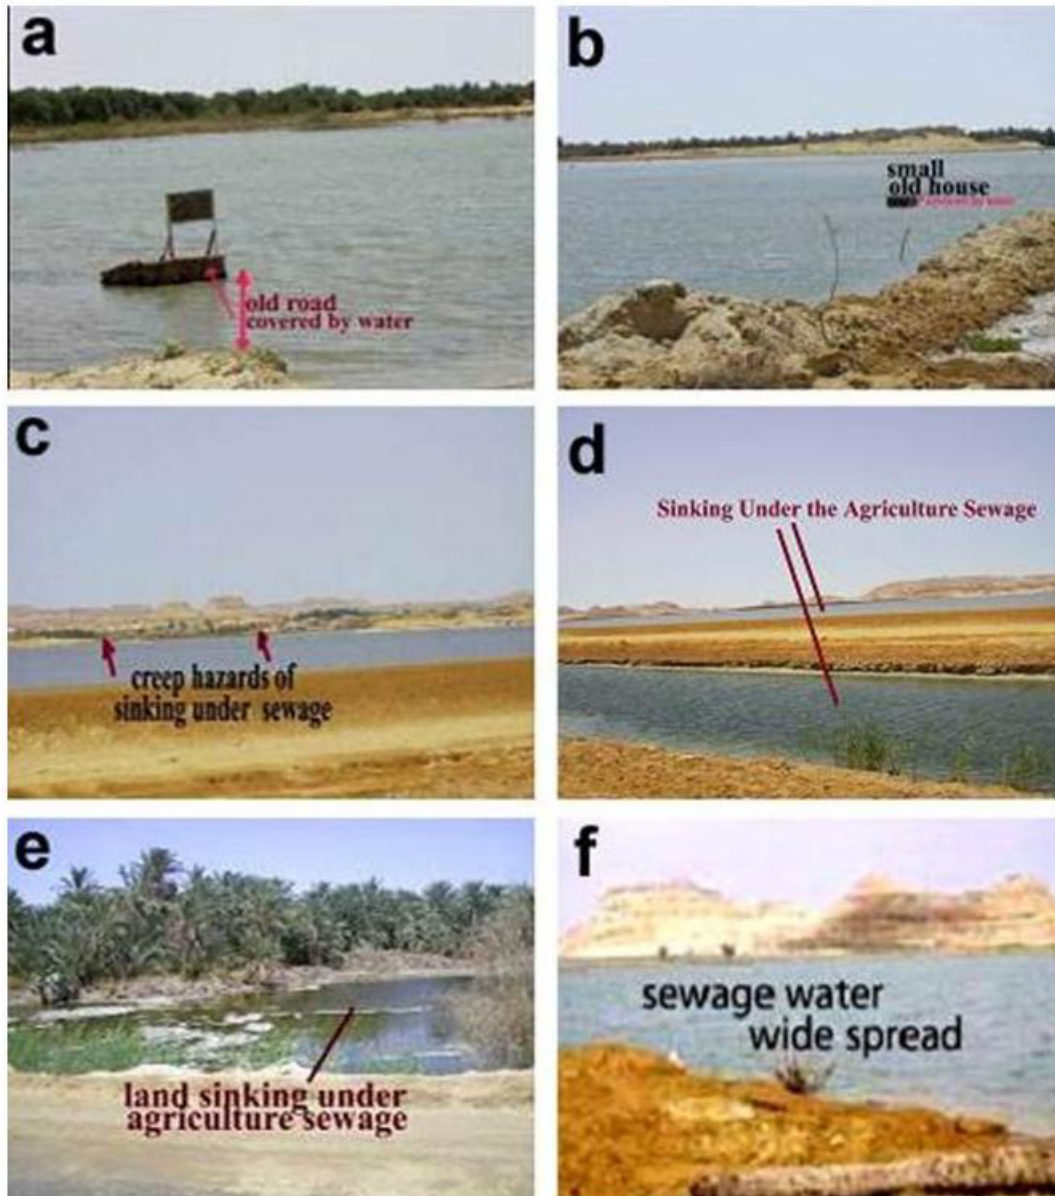 a
b
small
old house
old road
covered by water
c
d
creep hazards of
sinking under sewage
Sinking Under the Agriculture Sewage
e
f
land sinking under
agriculture sewage
sewage water
wide spread